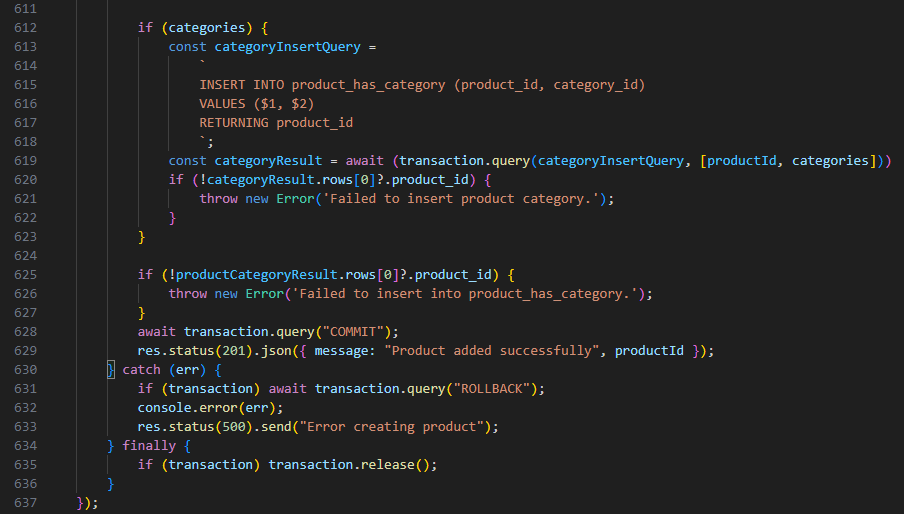 611
612 if (categories) {
613 const categoryInsertQuery =
614 `
615 INSERT INTO product_has_category (product_id, category_id)
616 VALUES ($1, $2)
617 RETURNING product_id
618 `;
619 const categoryResult = await (transaction.query(categoryInsertQuery, [productId, categories]))
620 if (!categoryResult.rows[0]?.product_id) {
621 throw new Error('Failed to insert product category.');
622 }
623 }
624
625 if (!productCategoryResult.rows[0]?.product_id) {
626 throw new Error('Failed to insert into product_has_category.');
627 }
628 await transaction.query("COMMIT");
629 res.status(201).json({ message: "Product added successfully", productId });
630 } catch (err) {
631 if (transaction) await transaction.query("ROLLBACK");
632 console.error(err);
633 res.status(500).send("Error creating product");
634 } finally {
635 if (transaction) transaction.release();
636 }
637 });